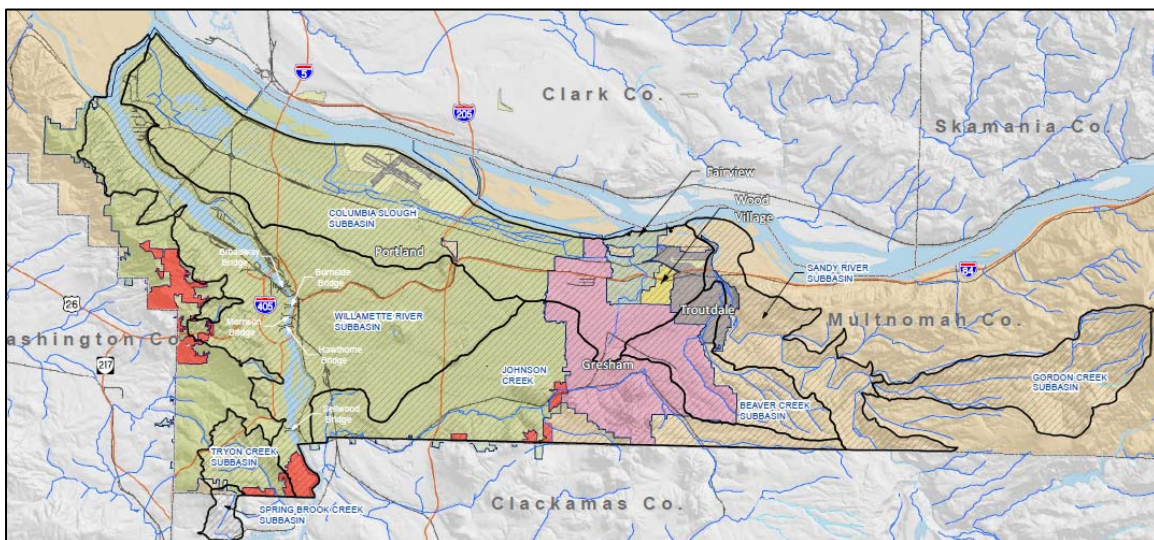 5
205
Clark Co.
Skamania Co.
Fairview
Wood
Village
COLUMBIA SLOUGH
SUBBASIN
Portland
Broadway
Bridge
Burnside
Bridge
SANDY RIVER
SUBBASIN
84
26
405
WILLAMETTE RIVER
SUBBASIN
Troutdale
Multnomah Co.
Morrison
Bridge
ashington Co.
217
Hawthorne
Bridge
JOHNSON
CREEK
Gresham
GORDON CREEK
SUBBASIN
BEAVER CREEK
SUBBASIN
Sellwood
Bridge
TRYON CREEK
SUBBASIN
Clackamas Co.
SPRING BROOK CREEK
SUBBASIN